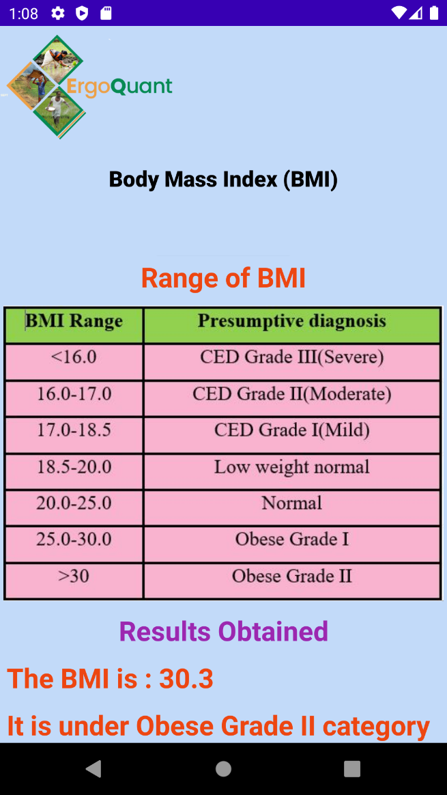 1:08
ErgoQuant
Body Mass Index (BMI)
Range of BMI
BMI Range Presumptive diagnosis
<16.0 CED Grade III(Severe)
16.0-17.0 CED Grade II(Moderate)
17.0-18.5 CED Grade I(Mild)
18.5-20.0 Low weight normal
20.0-25.0 Normal
25.0-30.0 Obese Grade I
>30 Obese Grade II
Results Obtained
The BMI is : 30.3
It is under Obese Grade II category